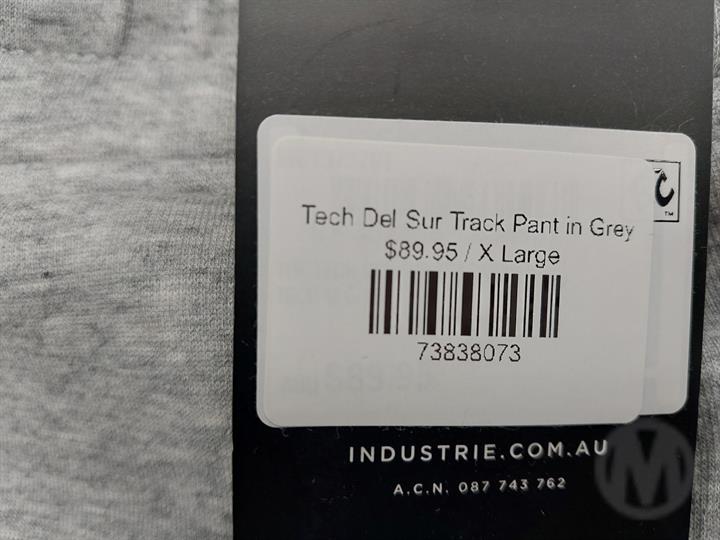 Tech Del Sur Track Pant in Grey
$89.95 / X Large
73838073
INDUSTRIE.COM.AU
A.C.N. 087 743 762
M